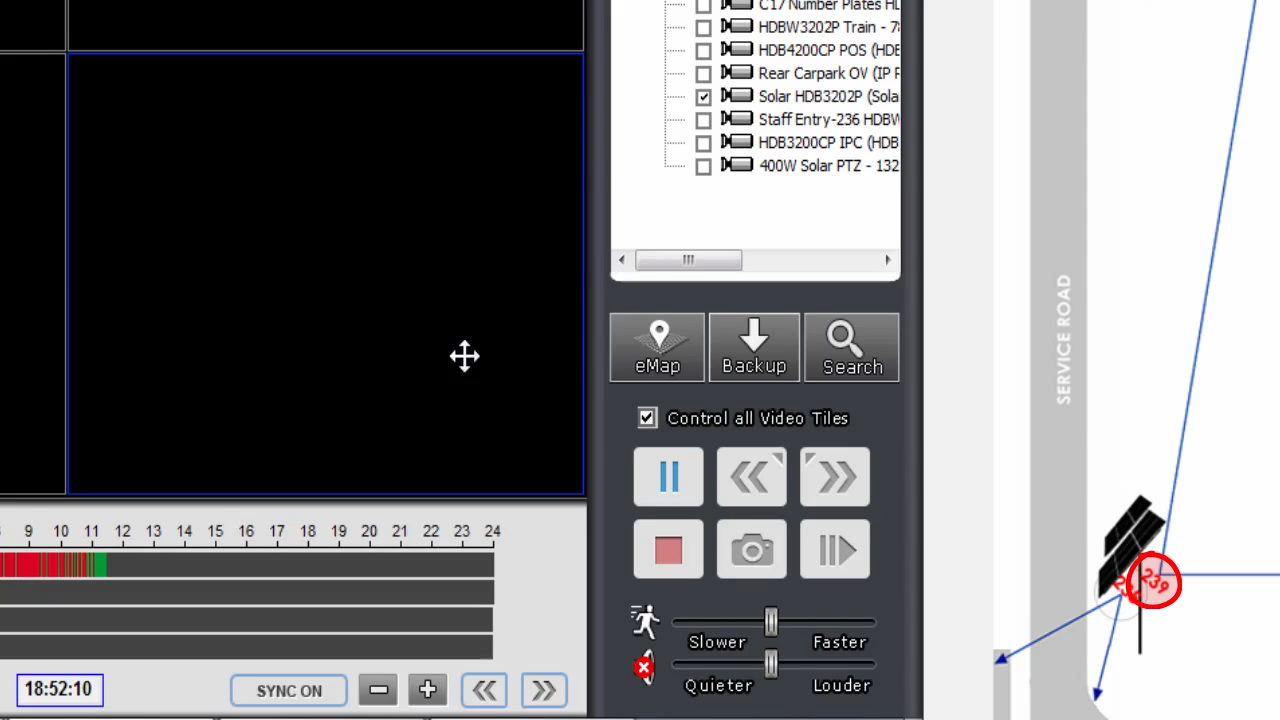 C17 Number Plates HD
HDBW3202P Train - 78
HDB4200CP POS (HDB
Rear Carpark OV (IP P
Solar HDB3202P (Sola
Staff Entry-236 HDBW
HDB3200CP IPC (HDB
400W Solar PTZ - 132
eMap
Backup
Search
Control all Video Tiles
Slower Faster
Quieter Louder
9 10 11 12 13 14 15 16 17 18 19 20 21 22 23 24
18:52:10
SYNC ON
SERVICE ROAD
239